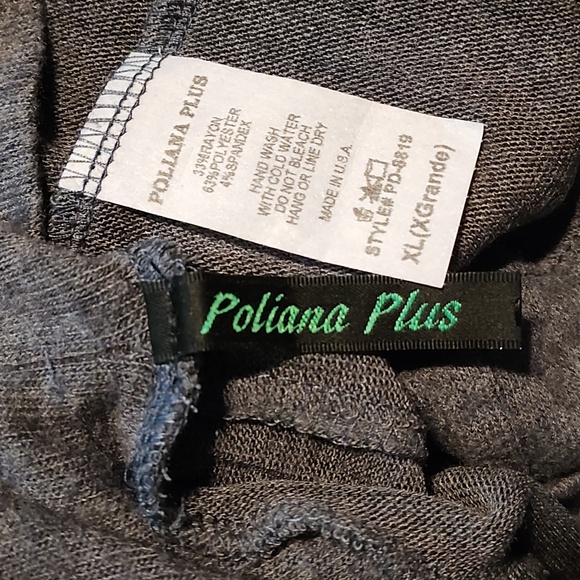 POLIANA PLUS
33%RAYON
63%POLYESTER
4%SPANDEX
HAND WASH
WITH COLD WATER
DO NOT BLEACH
HANG OR LINE DRY
MADE IN U.S.A.
STYLE# PD-9819
XL(XGrande)
Poliana Plus